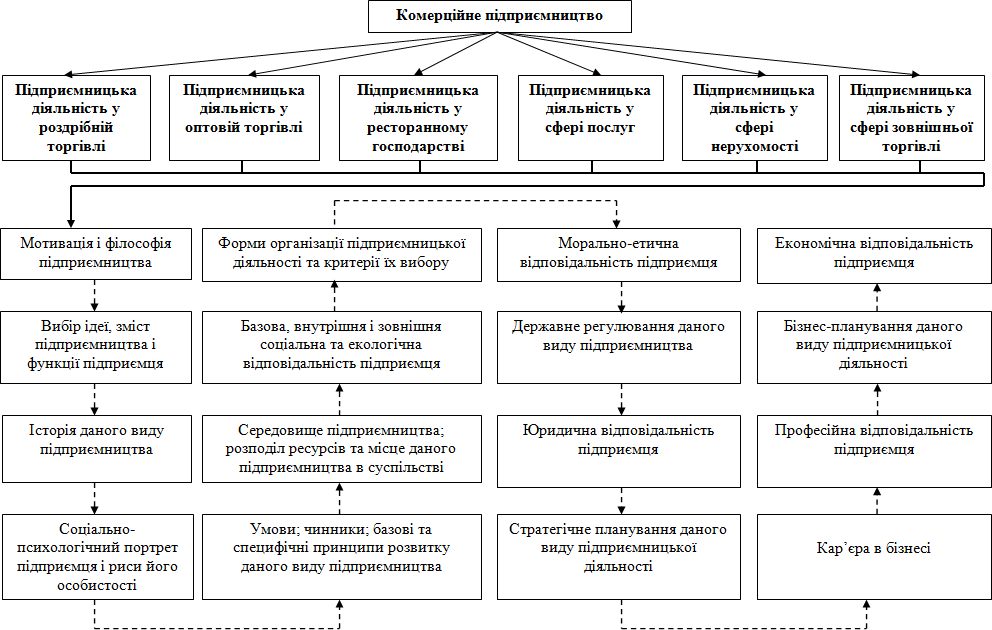 Комерційне підприємництво
Підприємницька
діяльність у
роздрібній
торгівлі
Підприємницька
діяльність у
оптовій торгівлі
Підприємницька
діяльність у
ресторанному
господарстві
Підприємницька
діяльність у
сфері послуг
Підприємницька
діяльність у
сфері
нерухомості
Підприємницька
діяльність у
сфері зовнішньої
торгівлі
Мотивація і філософія
підприємництва
Вибір ідеї, зміст
підприємництва і
функції підприємця
Історія даного виду
підприємництва
Соціально-
психологічний портрет
підприємця і риси його
особистості
Умови; чинники; базові та
специфічні принципи розвитку
даного виду підприємництва
Середовище підприємництва;
розподіл ресурсів та місце даного
підприємництва в суспільстві
Базова, внутрішня і зовнішня
соціальна та екологічна
відповідальність підприємця
Форми організації підприємницької
діяльності та критерії їх вибору
Морально-етична
відповідальність підприємця
Державне регулювання даного
виду підприємництва
Юридична відповідальність
підприємця
Стратегічне планування даного
виду підприємницької
діяльності
Кар’єра в бізнесі
Професійна відповідальність
підприємця
Бізнес-планування даного
виду підприємницької
діяльності
Економічна відповідальність
підприємця